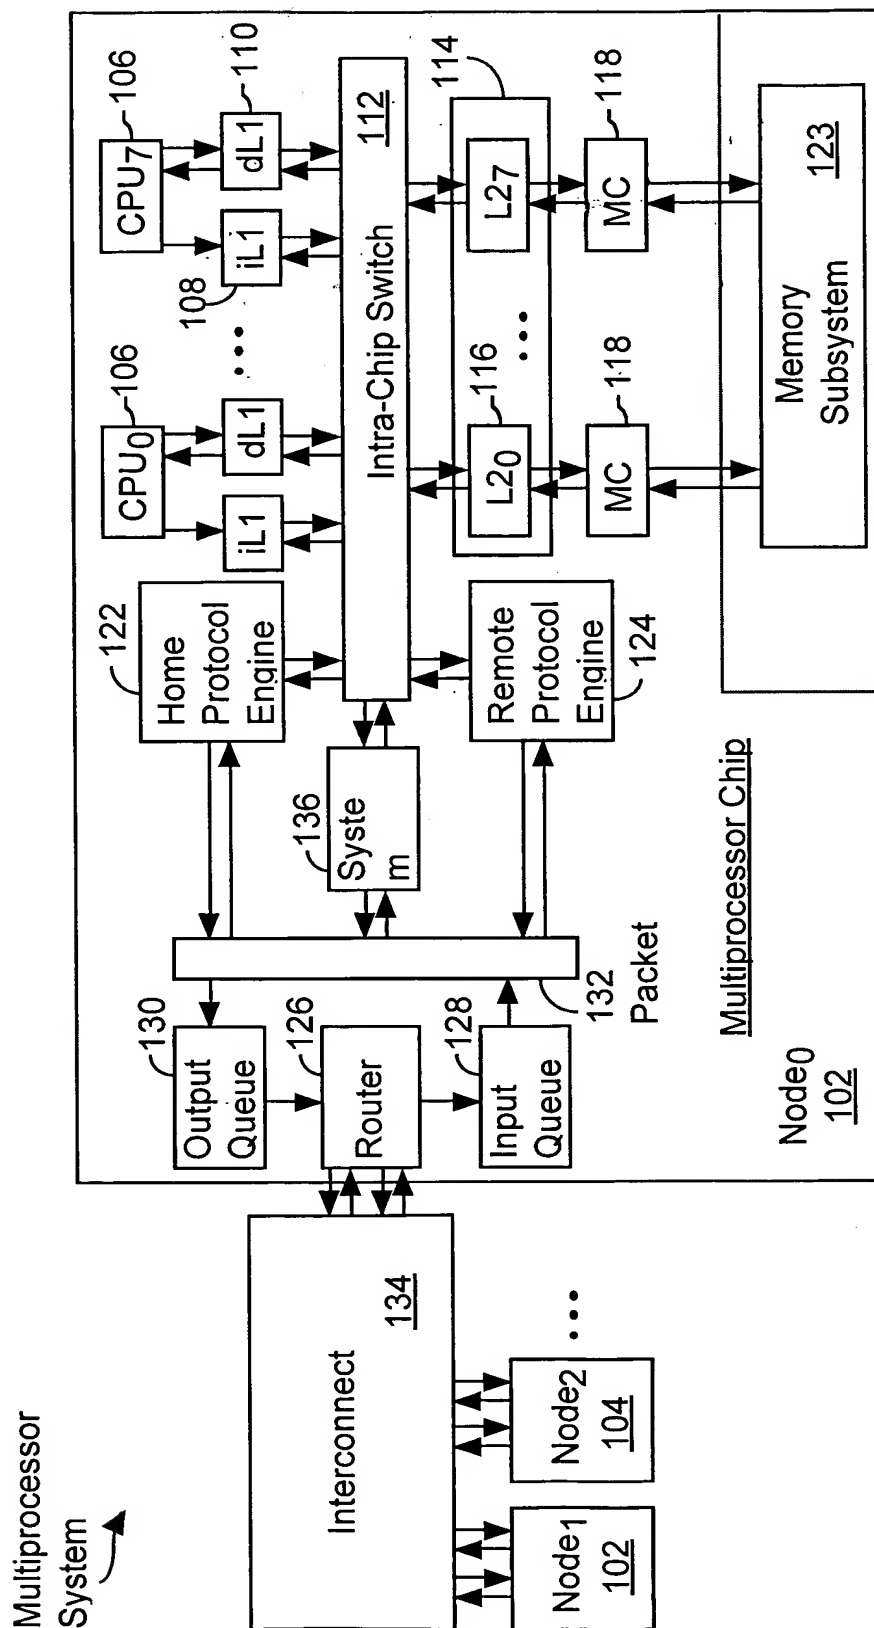 Multiprocessor
System
Interconnect
134
Node1
102
Node2
104
...
Node0
102
Multiprocessor Chip
130
Output
Queue
126
Router
128
Input
Queue
132
Packet
136
Syste
m
122
Home
Protocol
Engine
Remote
Protocol
Engine
124
106
CPU0
iL1
dL1
...
106
CPU7
108
iL1
dL1
110
Intra-Chip Switch
112
114
116
L20
...
L27
118
MC
118
MC
Memory
Subsystem
123